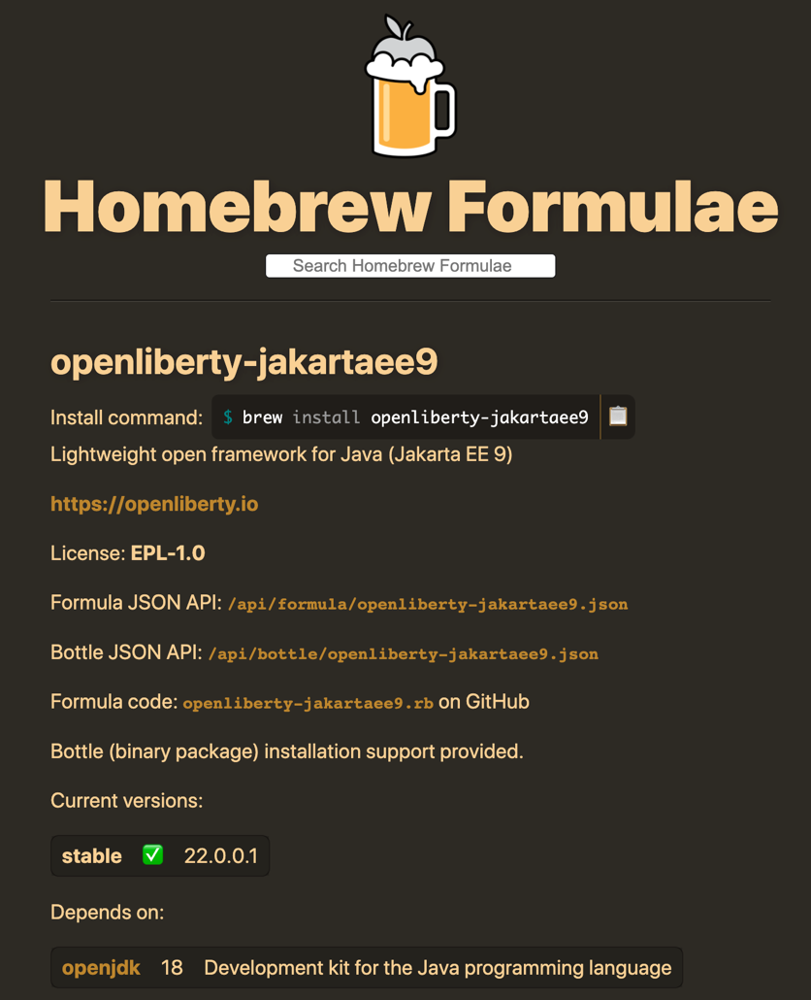 Homebrew Formulae
Search Homebrew Formulae
openliberty-jakartaee9
Install command: $ brew install openliberty-jakartaee9
Lightweight open framework for Java (Jakarta EE 9)
https://openliberty.io
License: EPL-1.0
Formula JSON API: /api/formula/openliberty-jakartaee9.json
Bottle JSON API: /api/bottle/openliberty-jakartaee9.json
Formula code: openliberty-jakartaee9.rb on GitHub
Bottle (binary package) installation support provided.
Current versions:
stable ✅ 22.0.0.1
Depends on:
openjdk 18 Development kit for the Java programming language